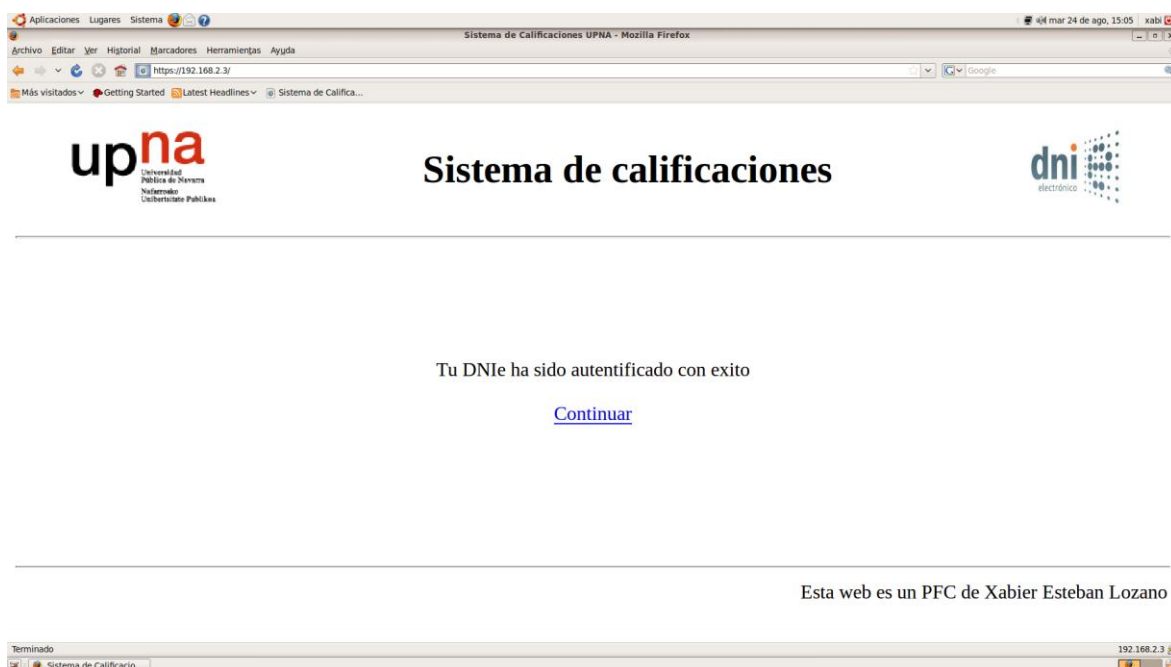 Aplicaciones Lugares Sistema mar 24 de ago, 15:05 xabi
Sistema de Calificaciones UPNA - Mozilla Firefox
Archivo Editar Ver Historial Marcadores Herramientas Ayuda
https://192.168.2.3/ Google
Más visitados Getting Started Latest Headlines Sistema de Califica...
upna
Universidad
Pública de Navarra
Nafarroako
Unibertsitate Publikoa
Sistema de calificaciones
dni
electrónico
Tu DNIe ha sido autentificado con exito
Continuar
Esta web es un PFC de Xabier Esteban Lozano
Terminado 192.168.2.3
Sistema de Calificacio...